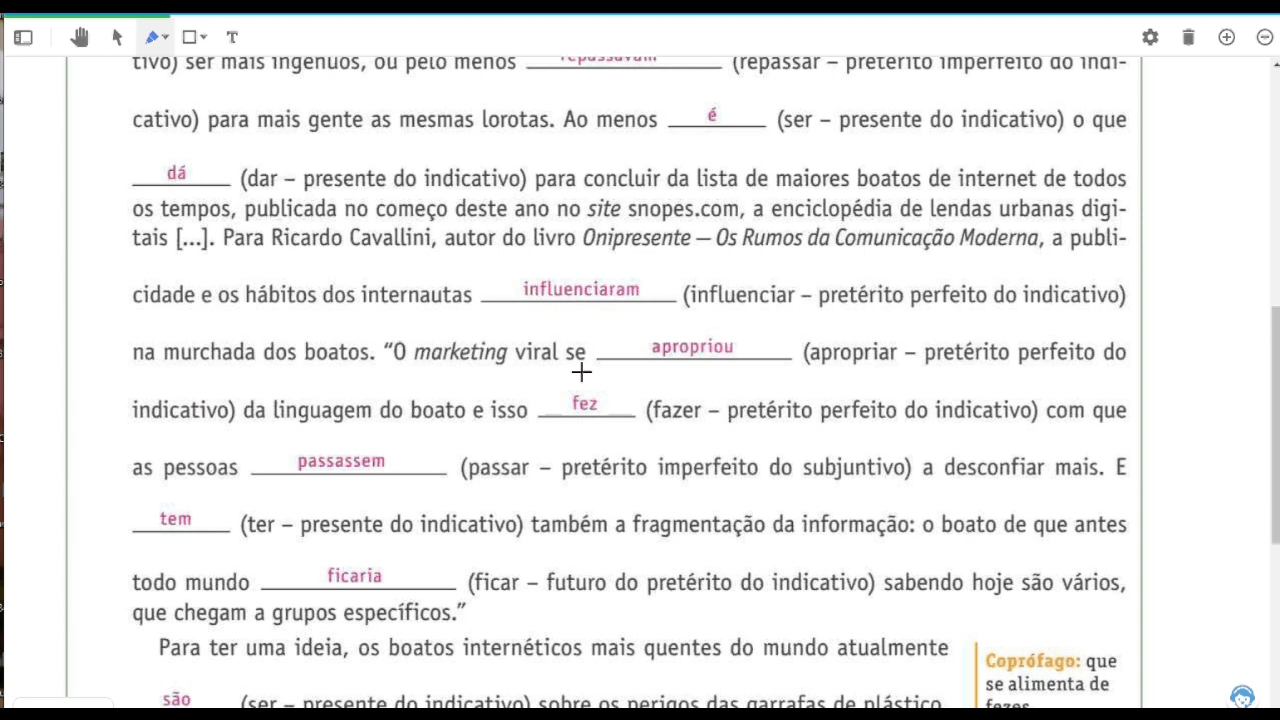 tivo) ser mais ingênuos, ou pelo menos repassavam (repassar – pretérito imperfeito do indi-
cativo) para mais gente as mesmas lorotas. Ao menos é (ser – presente do indicativo) o que
dá (dar – presente do indicativo) para concluir da lista de maiores boatos de internet de todos
os tempos, publicada no começo deste ano no site snopes.com, a enciclopédia de lendas urbanas digi-
tais [...]. Para Ricardo Cavallini, autor do livro Onipresente — Os Rumos da Comunicação Moderna, a publi-
cidade e os hábitos dos internautas influenciaram (influenciar – pretérito perfeito do indicativo)
na murchada dos boatos. “O marketing viral se apropriou (apropriar – pretérito perfeito do
indicativo) da linguagem do boato e isso fez (fazer – pretérito perfeito do indicativo) com que
as pessoas passassem (passar – pretérito imperfeito do subjuntivo) a desconfiar mais. E
tem (ter – presente do indicativo) também a fragmentação da informação: o boato de que antes
todo mundo ficaria (ficar – futuro do pretérito do indicativo) sabendo hoje são vários,
que chegam a grupos específicos.”
Para ter uma ideia, os boatos internéticos mais quentes do mundo atualmente
são (ser – presente do indicativo) sobre os perigos das garrafas de plástico
Coprófago: que
se alimenta de
fezes